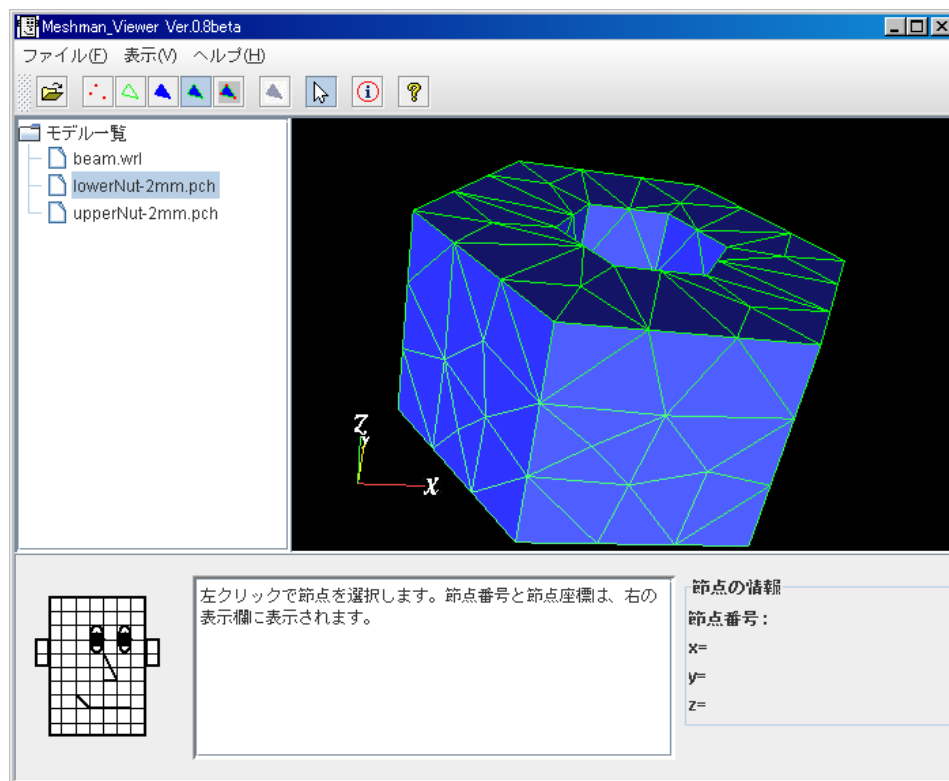 Meshman_Viewer Ver.0.8beta
ファイル(F) 表示(V) ヘルプ(H)
モデル一覧
beam.wrl
lowerNut-2mm.pch
upperNut-2mm.pch
Z
Y
X
左クリックで節点を選択します。節点番号と節点座標は、右の
表示欄に表示されます。
節点の情報
節点番号:
x=
y=
z=